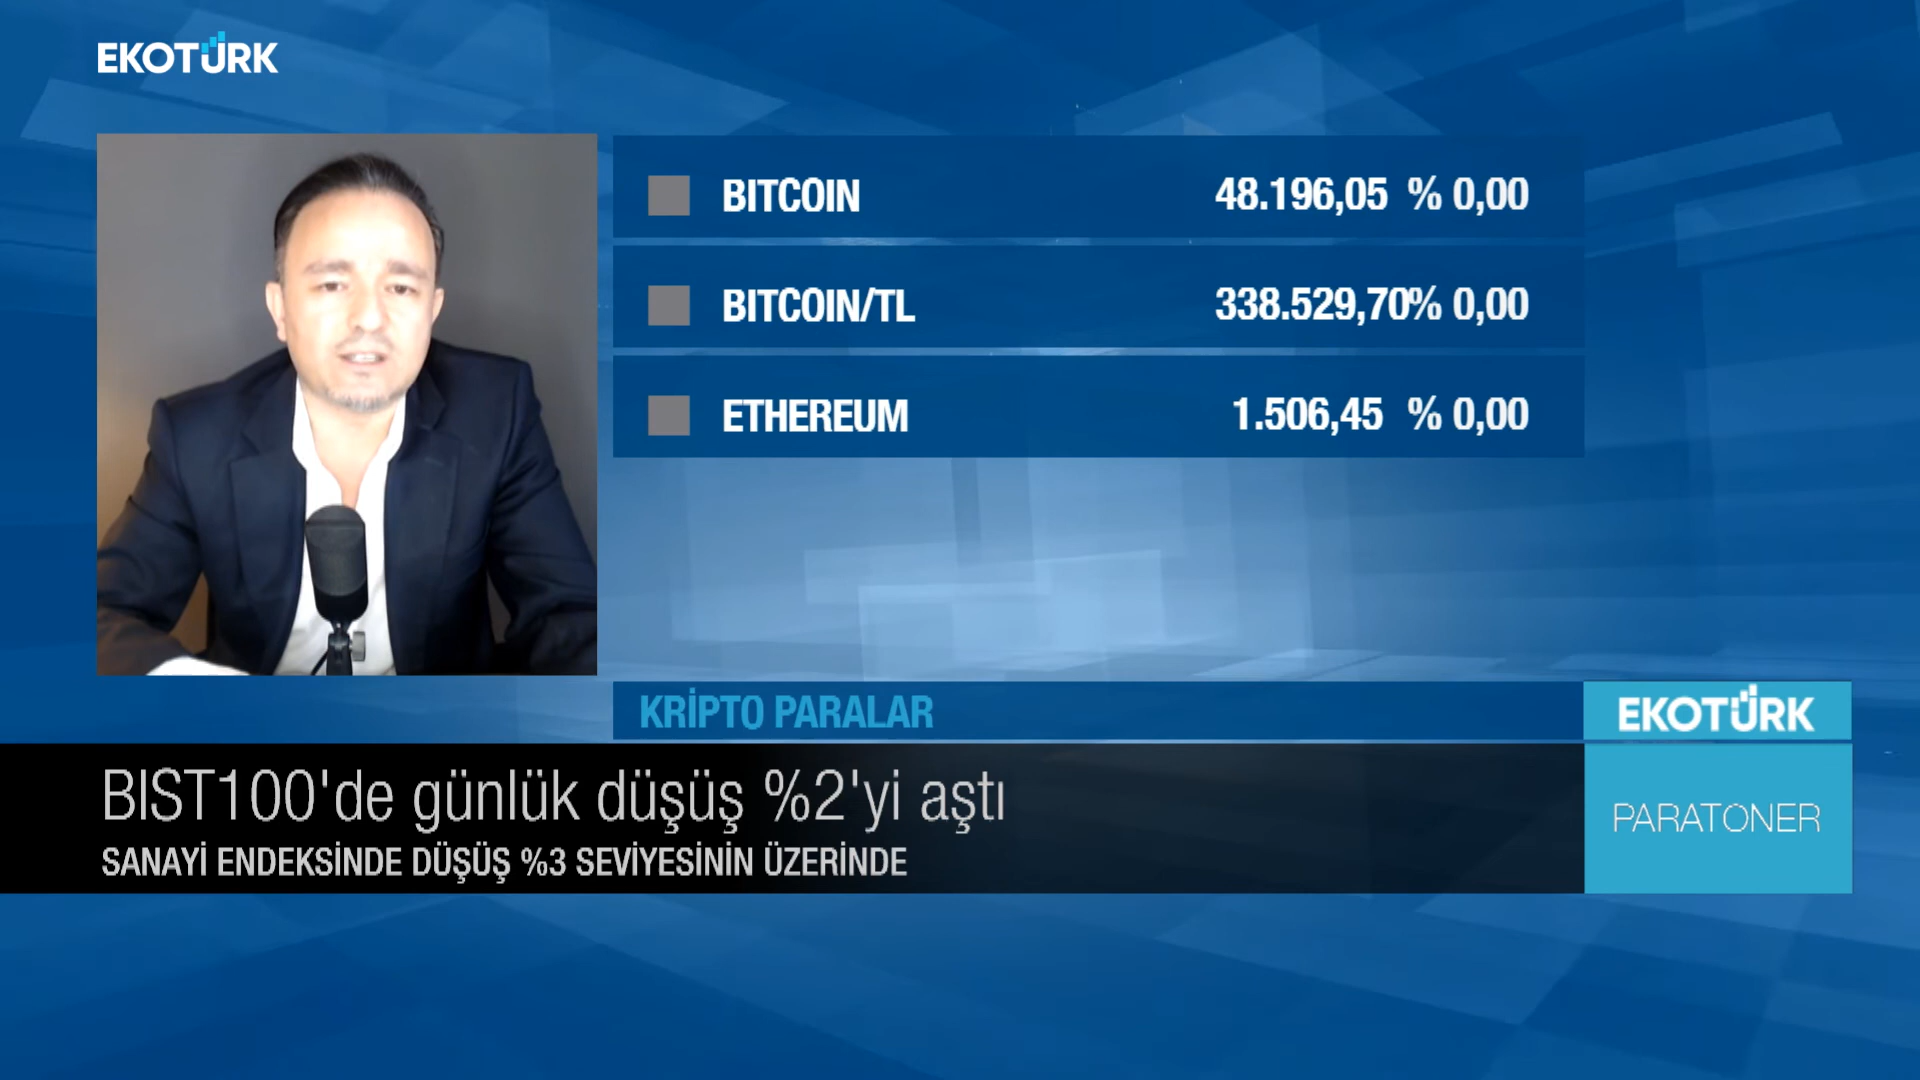 EKOTÜRK
BITCOIN 48.196,05 % 0,00
BITCOIN/TL 338.529,70% 0,00
ETHEREUM 1.506,45 % 0,00
KRİPTO PARALAR
EKOTÜRK
BIST100'de günlük düşüş %2'yi aştı
SANAYİ ENDEKSİNDE DÜŞÜŞ %3 SEVİYESİNİN ÜZERİNDE
PARATONER